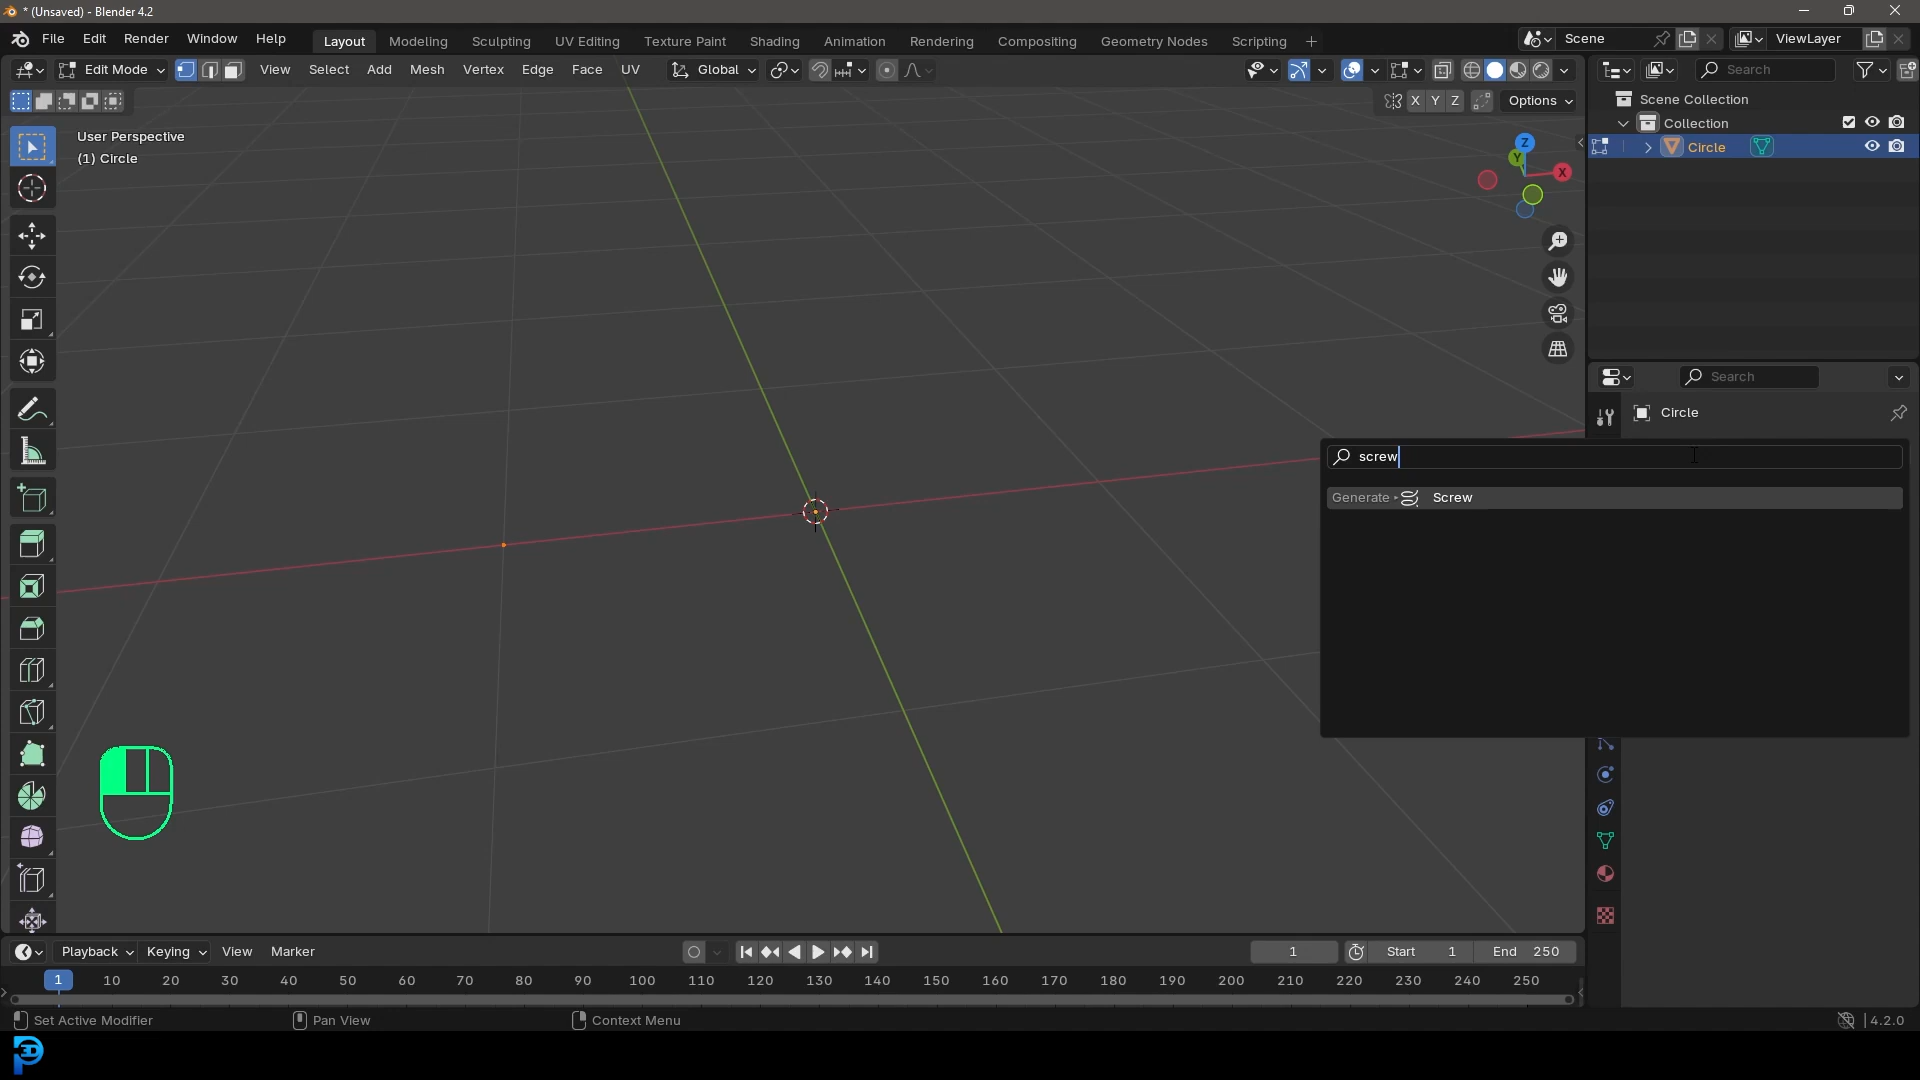 * (Unsaved) - Blender 4.2
File Edit Render Window Help Layout Modeling Sculpting UV Editing Texture Paint Shading Animation Rendering Compositing Geometry Nodes Scripting + Scene ViewLayer
Edit Mode View Select Add Mesh Vertex Edge Face UV Global Search
X Y Z Options Scene Collection
Collection
User Perspective
(1) Circle
Circle
Z
Y
X
Search
Circle
screw
Generate Screw
Playback Keying View Marker 1 Start 1 End 250
1 10 20 30 40 50 60 70 80 90 100 110 120 130 140 150 160 170 180 190 200 210 220 230 240 250
Set Active Modifier Pan View Context Menu 4.2.0